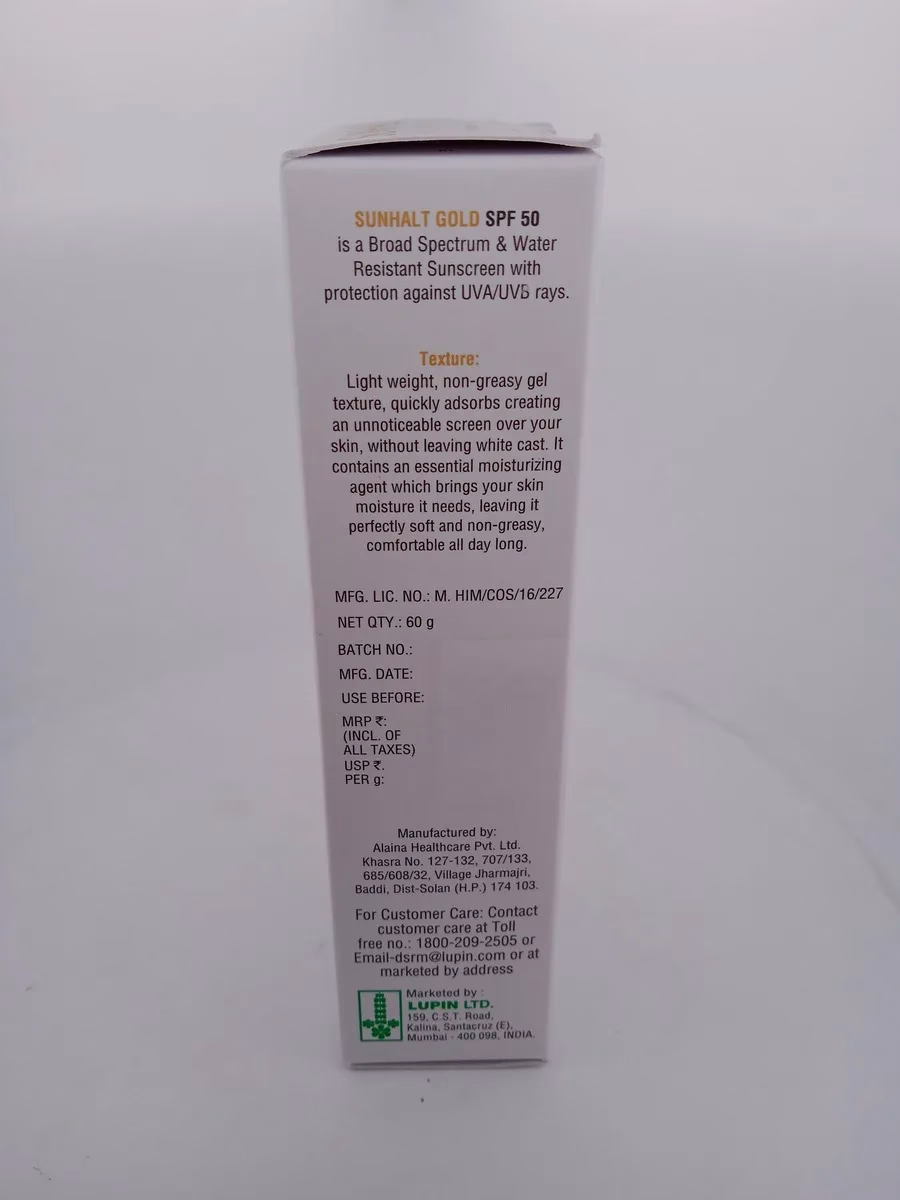 SUNHALT GOLD SPF 50
is a Broad Spectrum & Water
Resistant Sunscreen with
protection against UVA/UVB rays.
Texture:
Light weight, non-greasy gel
texture, quickly adsorbs creating
an unnoticeable screen over your
skin, without leaving white cast. It
contains an essential moisturizing
agent which brings your skin
moisture it needs, leaving it
perfectly soft and non-greasy,
comfortable all day long.
MFG. LIC. NO.: M. HIM/COS/16/227
NET QTY.: 60 g
BATCH NO.:
MFG. DATE:
USE BEFORE:
MRP ₹:
(INCL. OF
ALL TAXES)
USP ₹.
PER g:
Manufactured by:
Alaina Healthcare Pvt. Ltd.
Khasra No. 127-132, 707/133,
685/608/32, Village Jharmajri,
Baddi, Dist-Solan (H.P.) 174 103.
For Customer Care: Contact
customer care at Toll
free no.: 1800-209-2505 or
Email-dsrm@lupin.com or at
marketed by address
Marketed by :
LUPIN LTD.
159, C.S.T. Road,
Kalina, Santacruz (E),
Mumbai - 400 098, INDIA.